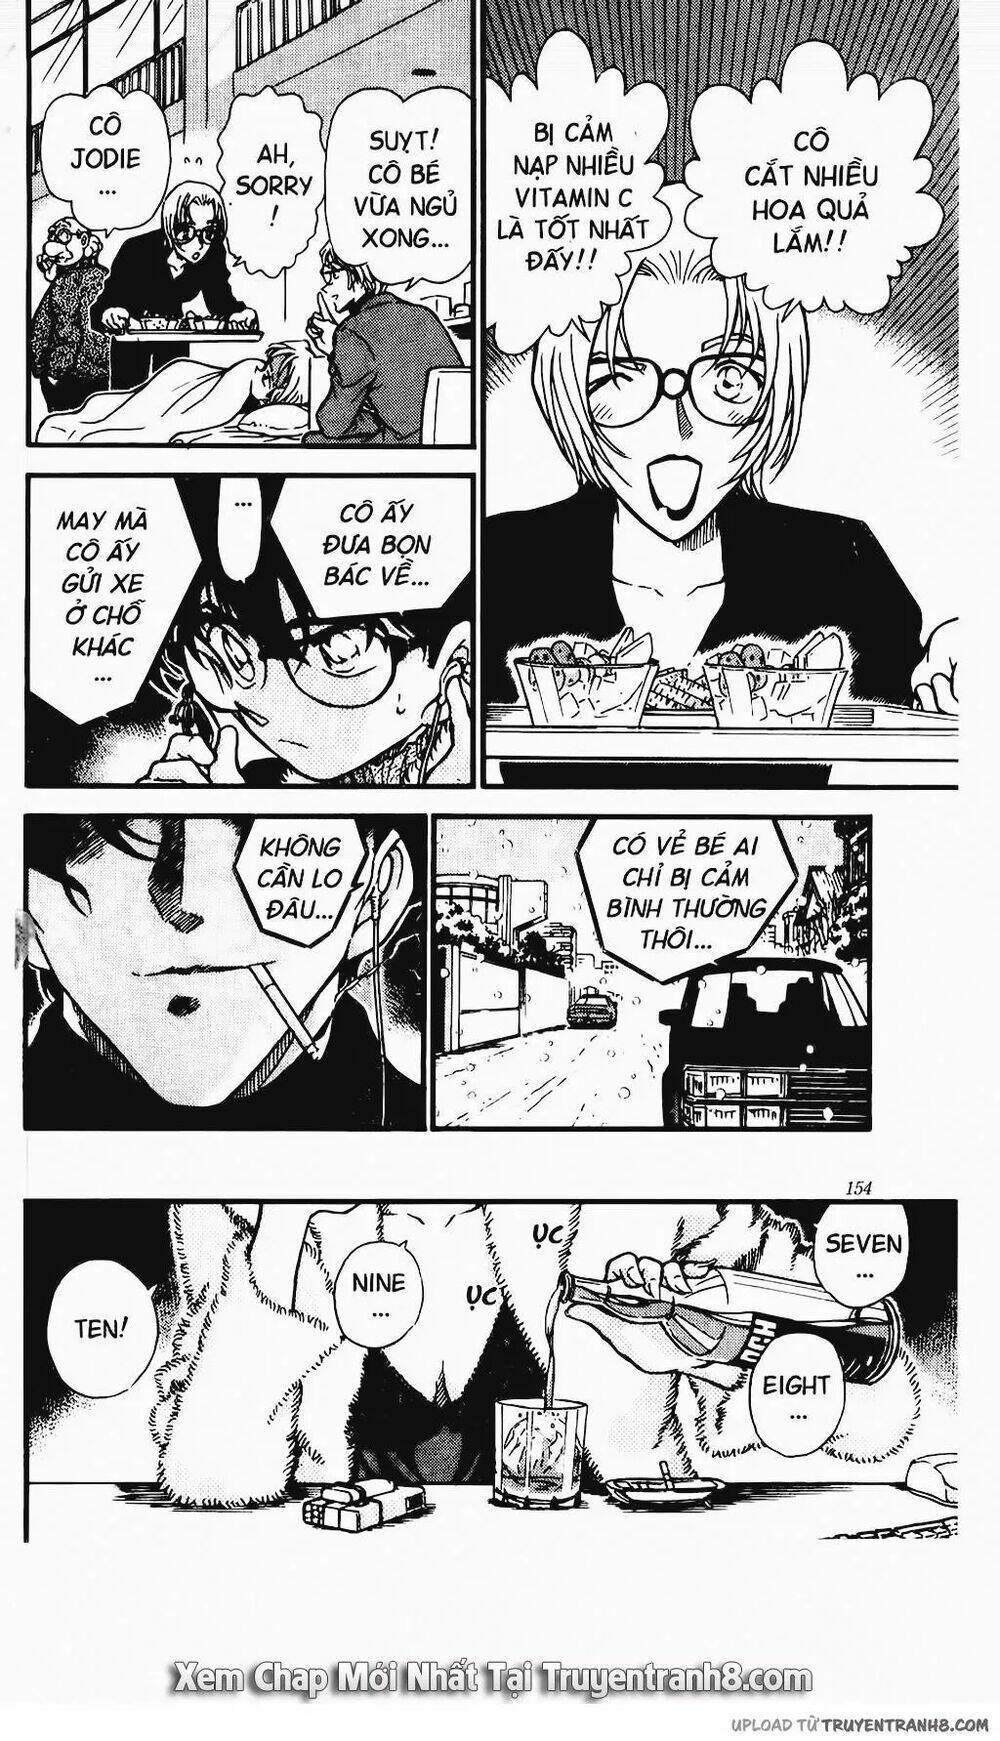 CÔ
CẮT NHIỀU
HOA QUẢ
LẮM!!
BỊ CẢM
NẠP NHIỀU
VITAMIN C
LÀ TỐT NHẤT
ĐẤY!!
SUỴT!
CÔ BÉ
VỪA NGỦ
XONG...
AH,
SORRY
!
CÔ
JODIE
...
CÔ ẤY
ĐƯA BỌN
BÁC VỀ...
...
MAY MÀ
CÔ ẤY
GỬI XE
Ở CHỖ
KHÁC
...
CÓ VẺ BÉ AI
CHỈ BỊ CẢM
BÌNH THƯỜNG
THÔI...
KHÔNG
CẦN LO
ĐÂU...
154
SEVEN
...
EIGHT
...
ỤC
ỤC
NINE
...
TEN!
Xem Chap Mới Nhất Tại Truyentranh8.com
UPLOAD TỪ TRUYENTRANH8.COM